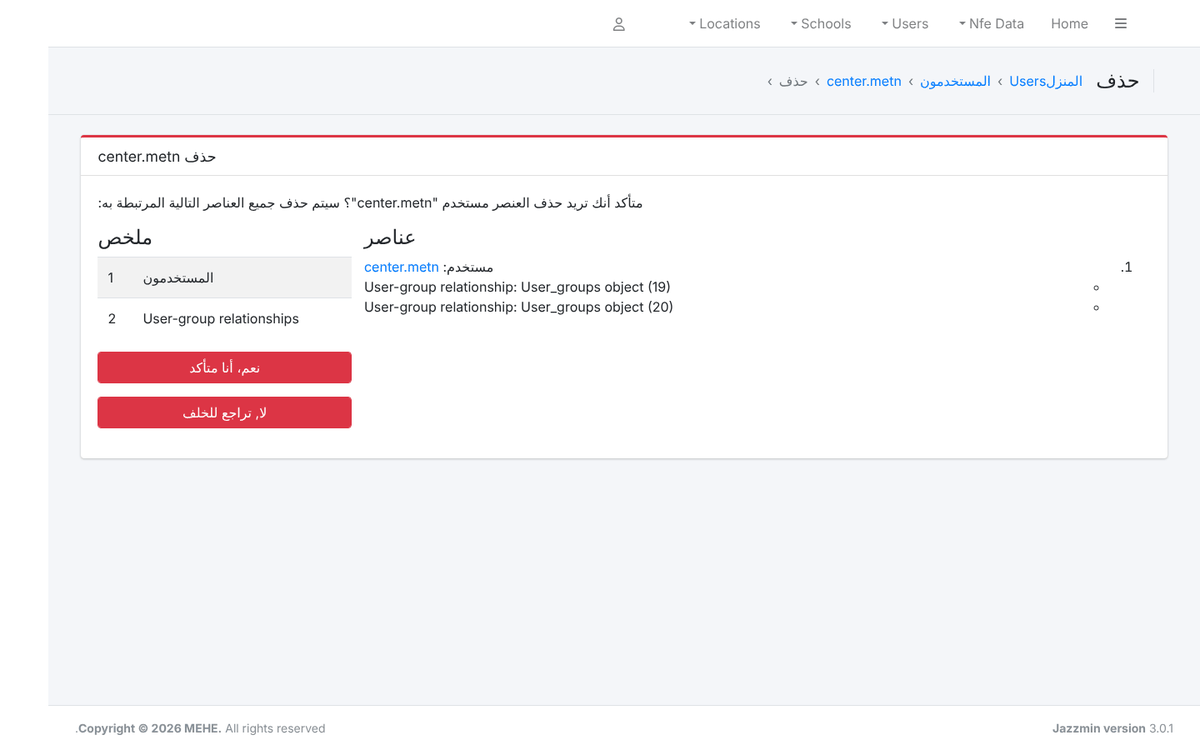 Home
Nfe Data
Users
Schools
Locations
حذف
المنزل
Users › المستخدمون › center.metn › حذف ›
حذف center.metn
متأكد أنك تريد حذف العنصر مستخدم "center.metn"؟ سيتم حذف جميع العناصر التالية المرتبطة به:
عناصر
1. مستخدم: center.metn
User-group relationship: User_groups object (19)
User-group relationship: User_groups object (20)
ملخص
المستخدمون 1
User-group relationships 2
نعم، أنا متأكد
لا, تراجع للخلف
Jazzmin version 3.0.1
Copyright © 2026 MEHE. All rights reserved.